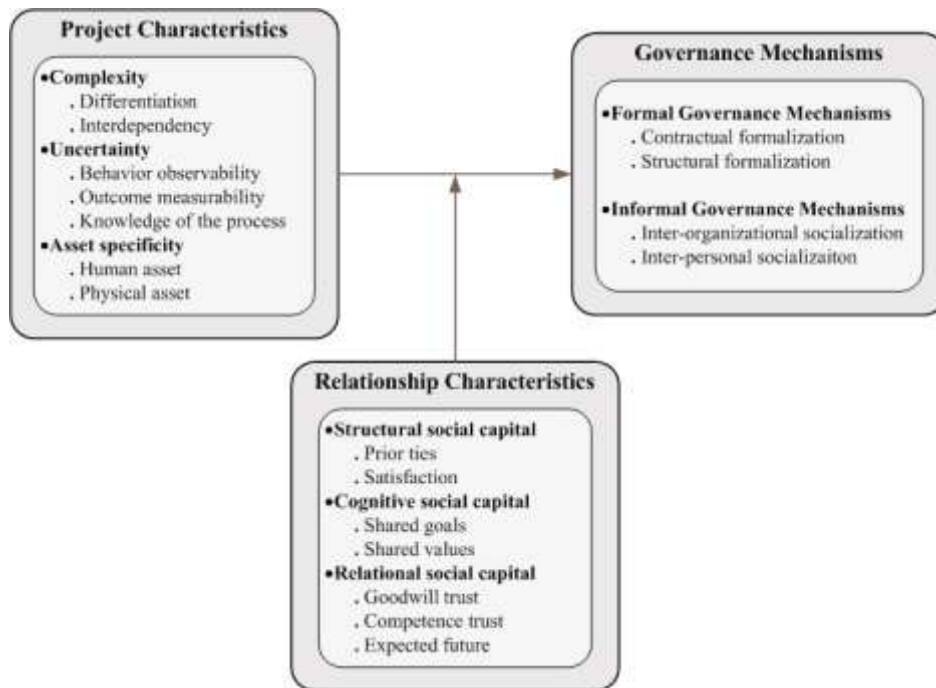 Project Characteristics
•Complexity
. Differentiation
. Interdependency
•Uncertainty
. Behavior observability
. Outcome measurability
. Knowledge of the process
•Asset specificity
. Human asset
. Physical asset
Governance Mechanisms
•Formal Governance Mechanisms
. Contractual formalization
. Structural formalization
•Informal Governance Mechanisms
. Inter-organizational socialization
. Inter-personal socializaiton
Relationship Characteristics
•Structural social capital
. Prior ties
. Satisfaction
•Cognitive social capital
. Shared goals
. Shared values
•Relational social capital
. Goodwill trust
. Competence trust
. Expected future